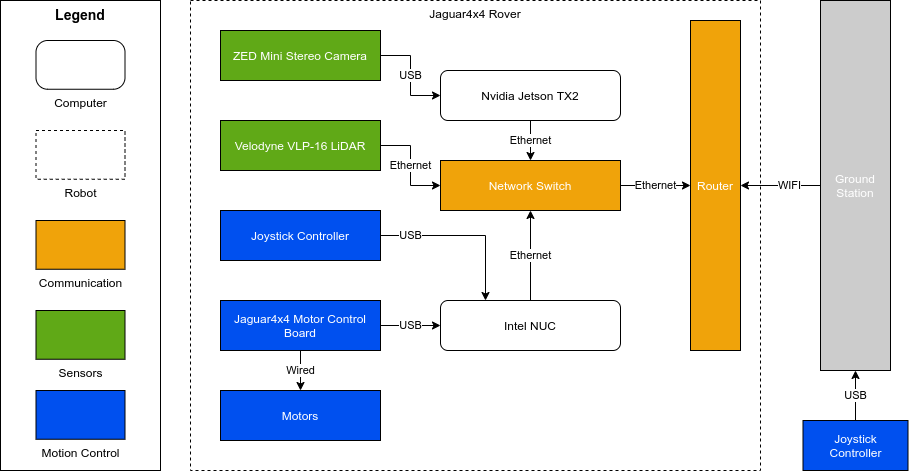 Legend
Computer
Robot
Communication
Sensors
Motion Control
Jaguar4x4 Rover
ZED Mini Stereo Camera
USB
Nvidia Jetson TX2
Ethernet
Velodyne VLP-16 LiDAR
Ethernet
Network Switch
Ethernet
Router
WIFI
Ground
Station
Joystick Controller
USB
Ethernet
Jaguar4x4 Motor Control
Board
USB
Intel NUC
Wired
Motors
USB
Joystick
Controller